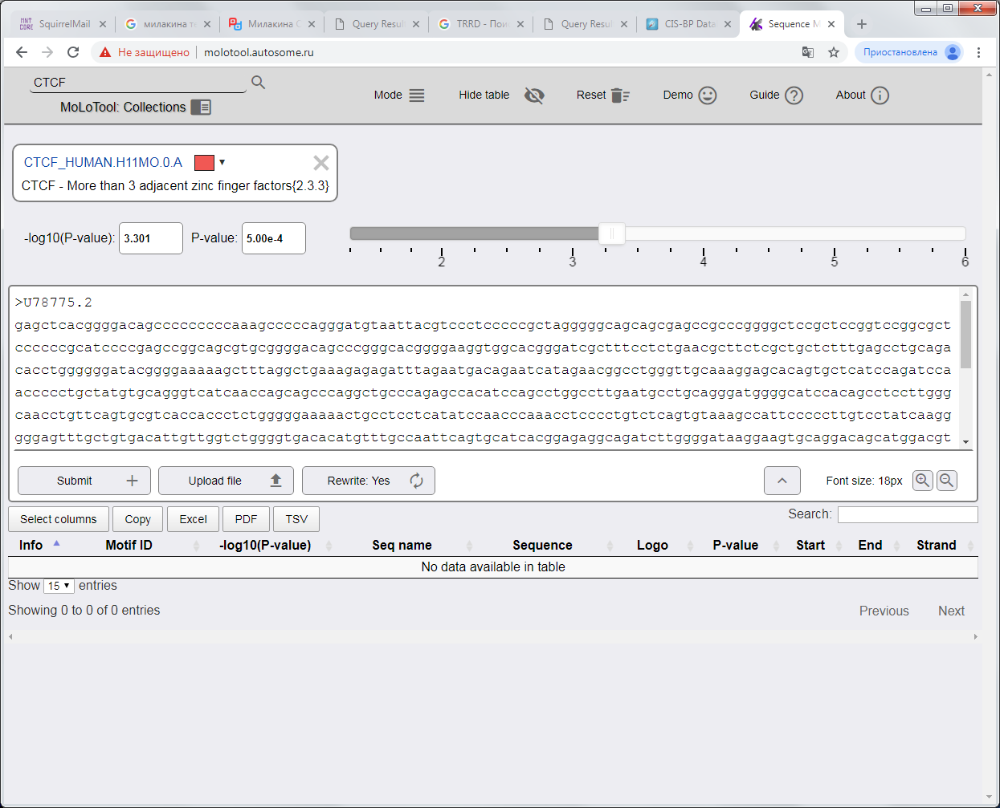 MNT CORE SquirrelMail милакина те Милакина С Query Resul TRRD - Пои Query Resul CIS-BP Data Sequence M
Не защищено molotool.autosome.ru Приостановлена
CTCF
MoLoTool: Collections
Mode Hide table Reset Demo Guide About
CTCF_HUMAN.H11MO.0.A
CTCF - More than 3 adjacent zinc finger factors{2.3.3}
-log10(P-value): 3.301 P-value: 5.00e-4
2 3 4 5 6
>U78775.2
gagctcacggggacagcccccccccaaagcccccagggatgtaattacgtccctcccccgctagggggcagcagcgagccgcccggggctccgctccggtccggcgct
ccccccgcatccccgagccggcagcgtgcggggacagcccgggcacggggaaggtggcacgggatcgctttcctctgaacgcttctcgctgctctttgagcctgcaga
cacctggggggatacggggaaaaagctttaggctgaaagagagatttagaatgacagaatcatagaacggcctgggttgcaaaggagcacagtgctcatccagatcca
accccctgctatgtgcagggtcatcaaccagcagcccaggctgcccagagccacatccagcctggccttgaatgcctgcagggatggggcatccacagcctccttggg
caacctgttcagtgcgtcaccaccctctgggggaaaaactgcctcctcatatccaacccaaacctcccctgtctcagtgtaaagccattcccccttgtcctatcaagg
gggagtttgctgtgacattgttggtctggggtgacacatgtttgccaattcagtgcatcacggagaggcagatcttggggataaggaagtgcaggacagcatggacgt
Submit Upload file Rewrite: Yes Font size: 18px
Select columns Copy Excel PDF TSV Search:
Info Motif ID -log10(P-value) Seq name Sequence Logo P-value Start End Strand
No data available in table
Show 15 entries
Showing 0 to 0 of 0 entries Previous Next